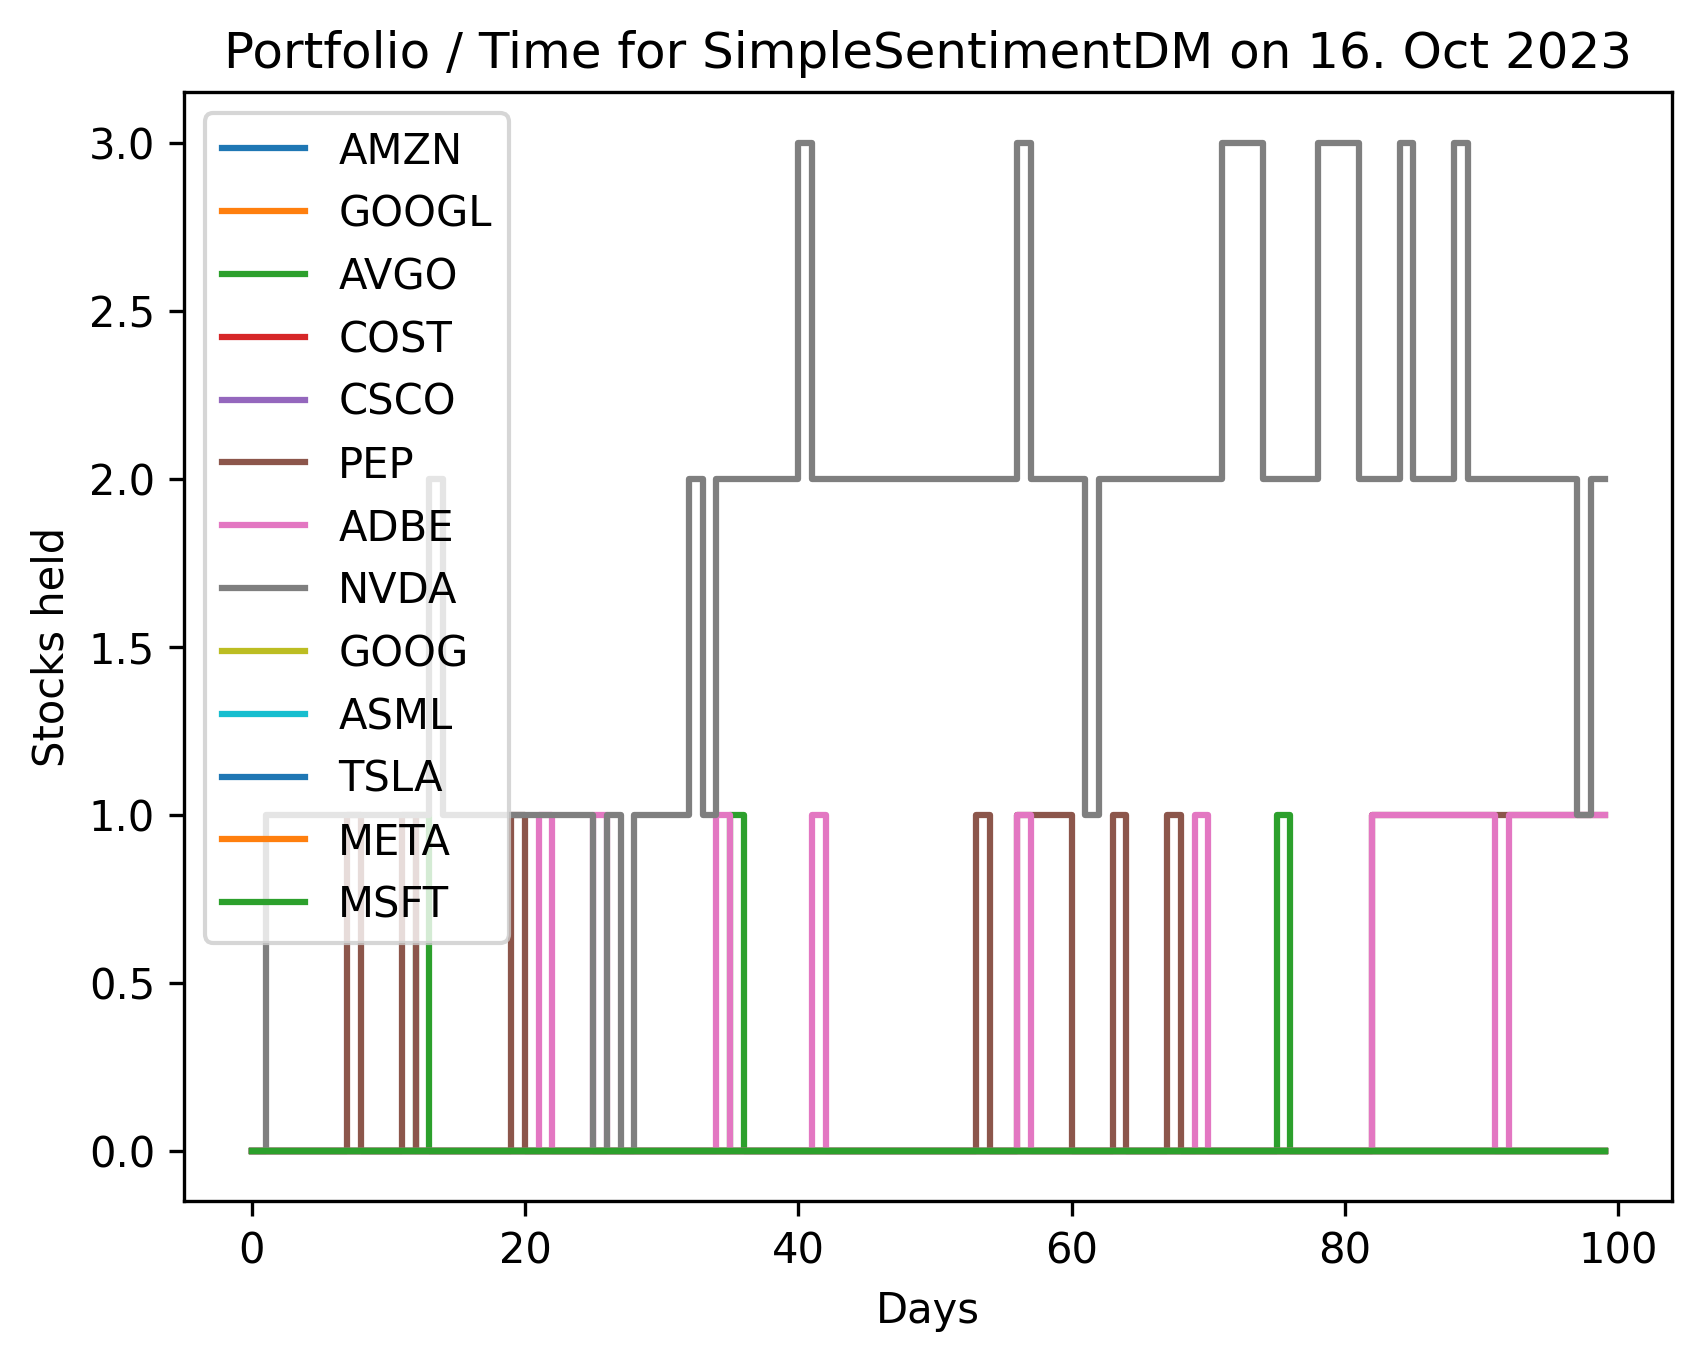 Portfolio / Time for SimpleSentimentDM on 16. Oct 2023
3.0
2.5
2.0
1.5
1.0
0.5
0.0
Stocks held
AMZN
GOOGL
AVGO
COST
CSCO
PEP
ADBE
NVDA
GOOG
ASML
TSLA
META
MSFT
0 20 40 60 80 100
Days